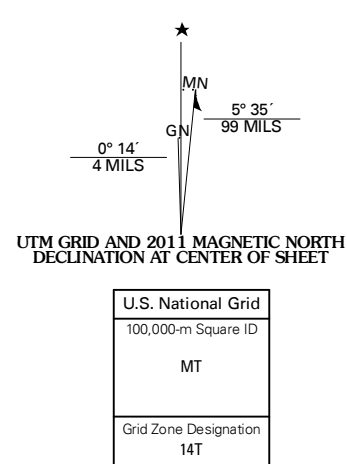 ★
MN
5° 35´
99 MILS
GN
0° 14´
4 MILS
UTM GRID AND 2011 MAGNETIC NORTH
DECLINATION AT CENTER OF SHEET
U.S. National Grid
100,000-m Square ID
MT
Grid Zone Designation
14T